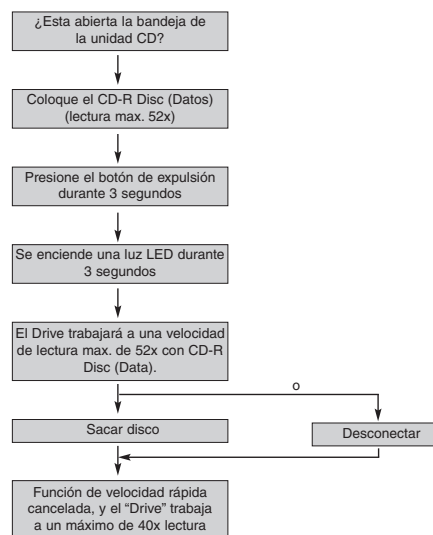 ¿Esta abierta la bandeja de
la unidad CD?
Coloque el CD-R Disc (Datos)
(lectura max. 52x)
Presione el botón de expulsión
durante 3 segundos
Se enciende una luz LED durante
3 segundos
El Drive trabajará a una velocidad
de lectura max. de 52x con CD-R
Disc (Data).
o
Sacar disco
Desconectar
Función de velocidad rápida
cancelada, y el “Drive” trabaja
a un máximo de 40x lectura